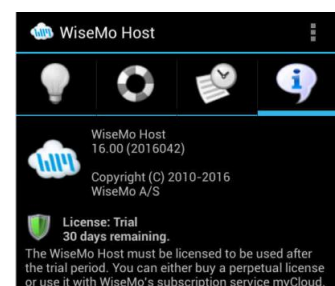 WiseMo Host
WiseMo Host
16.00 (2016042)
Copyright (C) 2010-2016
WiseMo A/S
License: Trial
30 days remaining.
The WiseMo Host must be licensed to be used after
the trial period. You can either buy a perpetual license
or use it with WiseMo's subscription service myCloud.